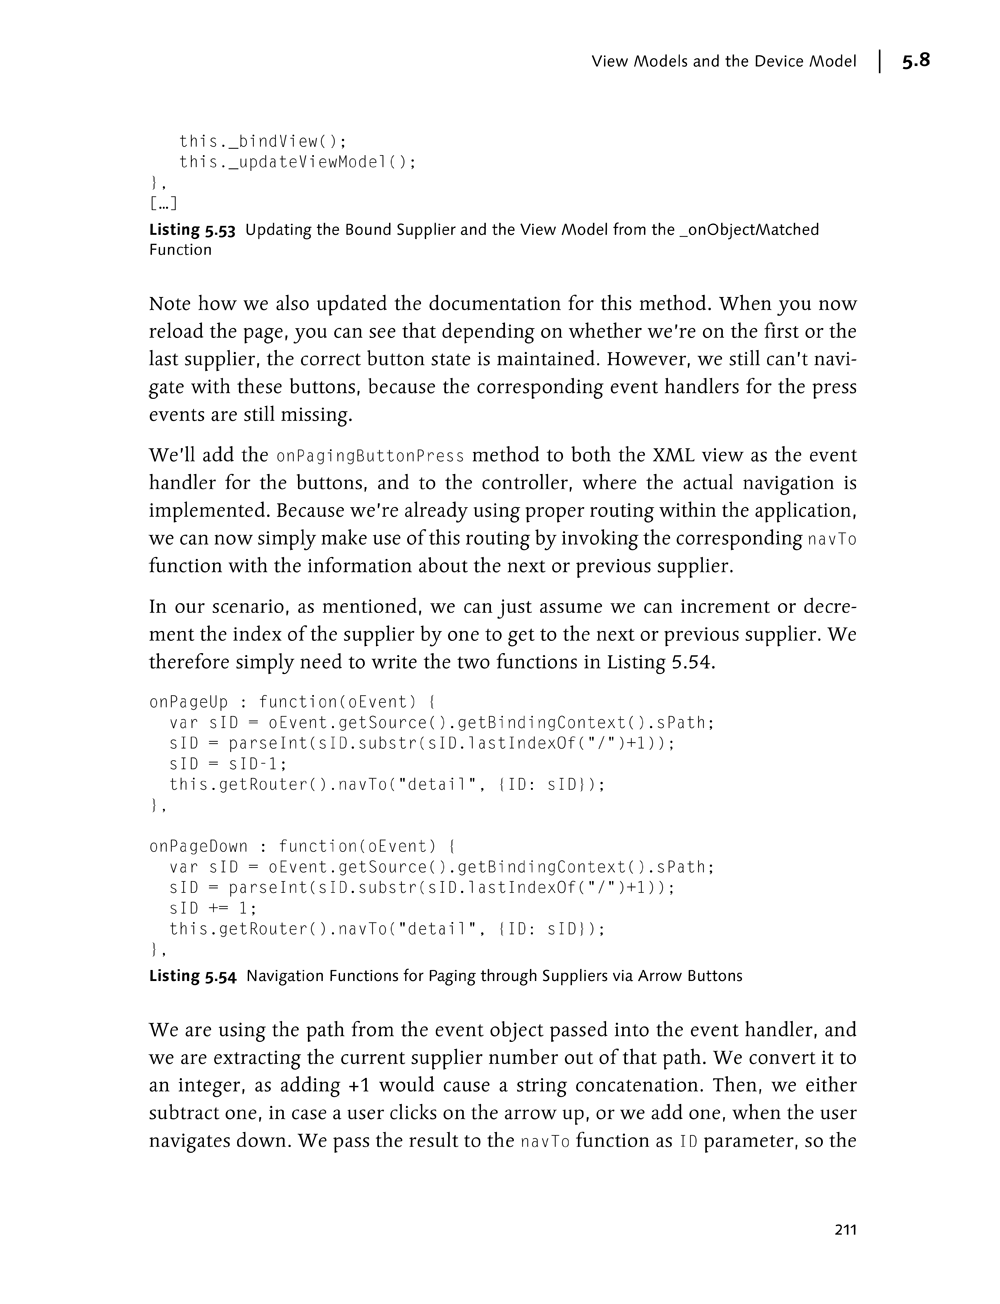 View Models and the Device Model | 5.8
this._bindView();
this._updateViewModel();
},
[…]
Listing 5.53 Updating the Bound Supplier and the View Model from the _onObjectMatched
Function
Note how we also updated the documentation for this method. When you now
reload the page, you can see that depending on whether we're on the first or the
last supplier, the correct button state is maintained. However, we still can't navi-
gate with these buttons, because the corresponding event handlers for the press
events are still missing.
We'll add the onPagingButtonPress method to both the XML view as the event
handler for the buttons, and to the controller, where the actual navigation is
implemented. Because we're already using proper routing within the application,
we can now simply make use of this routing by invoking the corresponding navTo
function with the information about the next or previous supplier.
In our scenario, as mentioned, we can just assume we can increment or decre-
ment the index of the supplier by one to get to the next or previous supplier. We
therefore simply need to write the two functions in Listing 5.54.
onPageUp : function(oEvent) {
var sID = oEvent.getSource().getBindingContext().sPath;
sID = parseInt(sID.substr(sID.lastIndexOf("/")+1));
sID = sID-1;
this.getRouter().navTo("detail", {ID: sID});
},
onPageDown : function(oEvent) {
var sID = oEvent.getSource().getBindingContext().sPath;
sID = parseInt(sID.substr(sID.lastIndexOf("/")+1));
sID += 1;
this.getRouter().navTo("detail", {ID: sID});
},
Listing 5.54 Navigation Functions for Paging through Suppliers via Arrow Buttons
We are using the path from the event object passed into the event handler, and
we are extracting the current supplier number out of that path. We convert it to
an integer, as adding +1 would cause a string concatenation. Then, we either
subtract one, in case a user clicks on the arrow up, or we add one, when the user
navigates down. We pass the result to the navTo function as ID parameter, so the
211